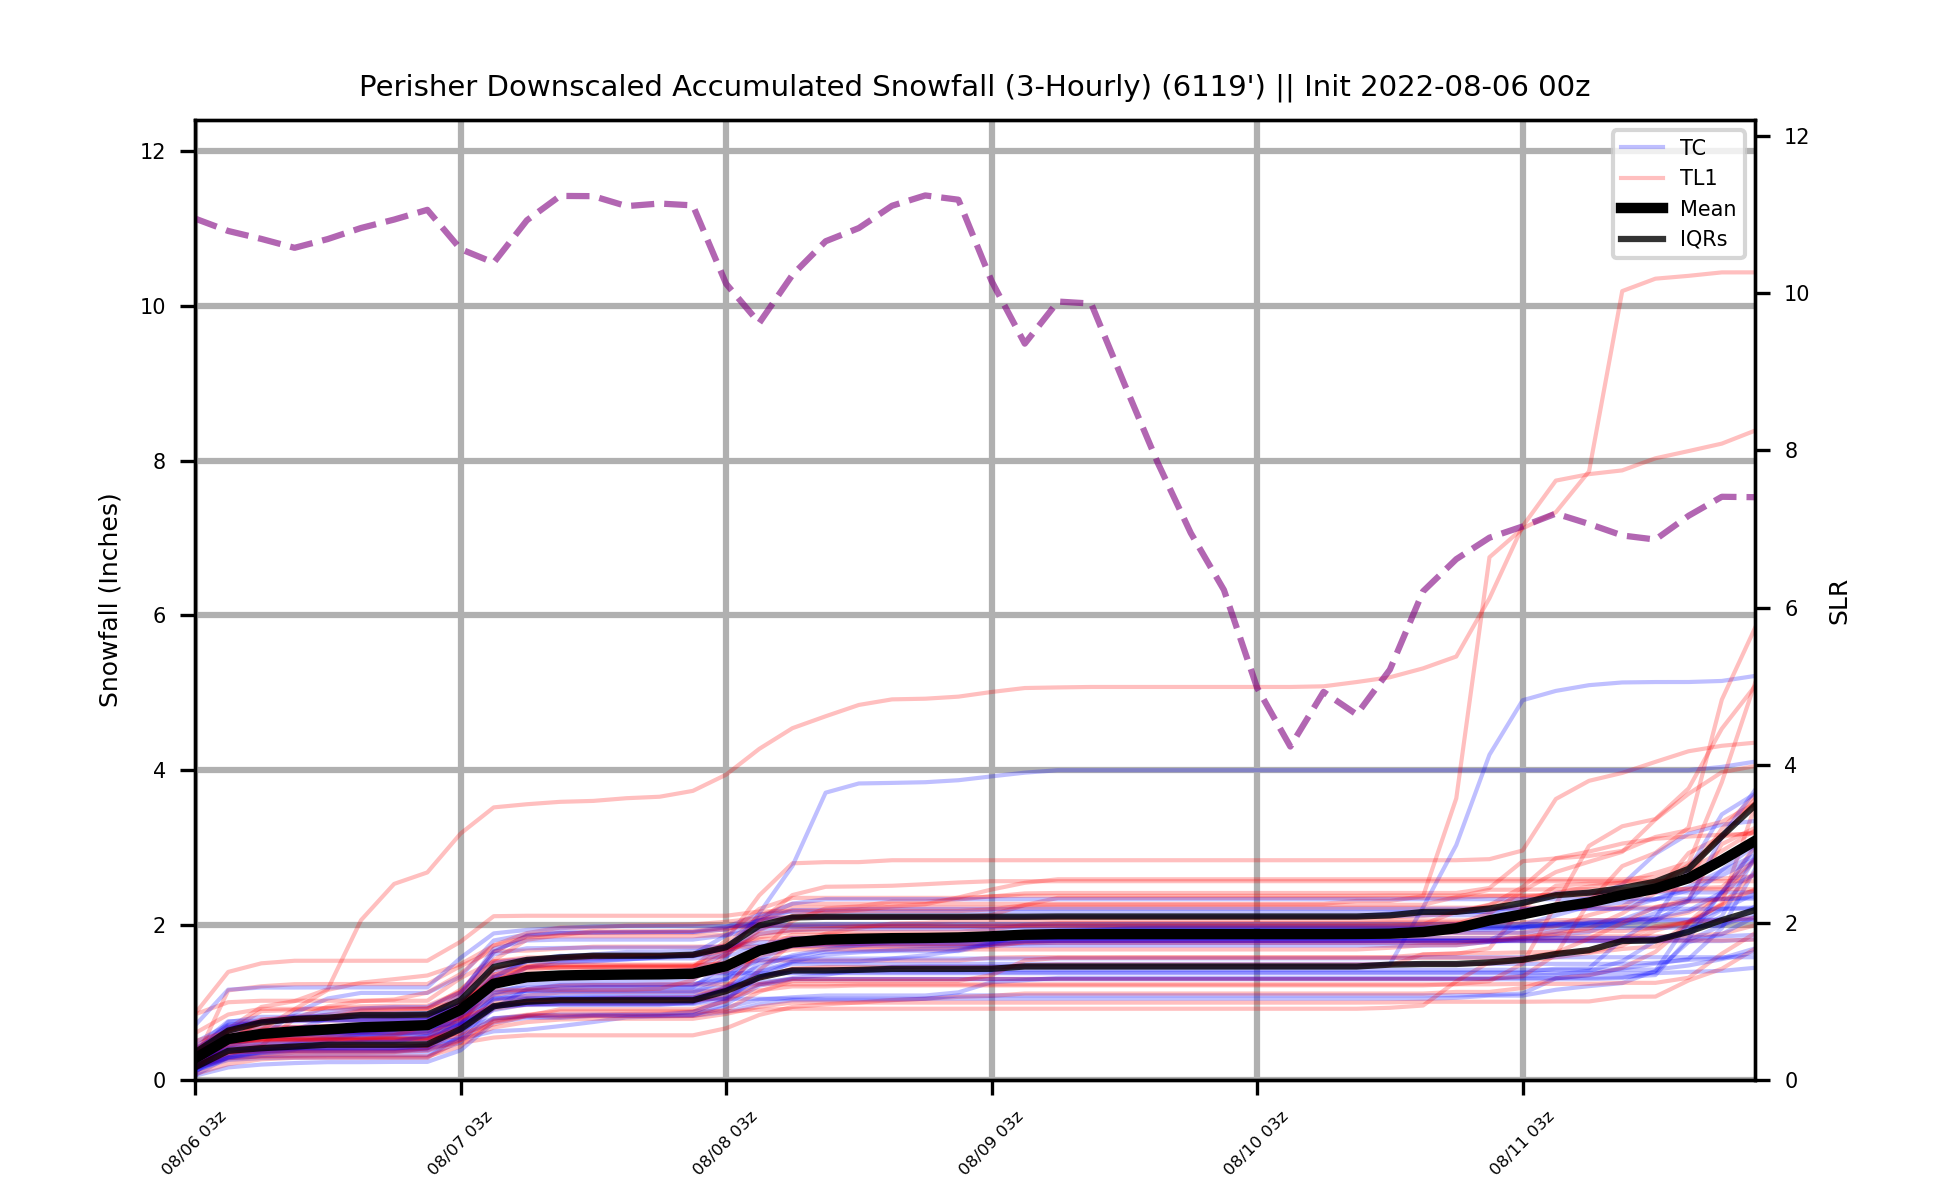 Perisher Downscaled Accumulated Snowfall (3-Hourly) (6119') || Init 2022-08-06 00z
TC
TL1
Mean
IQRs
Snowfall (Inches)
12
10
8
6
4
2
0
SLR
12
10
8
6
4
2
0
08/06 03z
08/07 03z
08/08 03z
08/09 03z
08/10 03z
08/11 03z